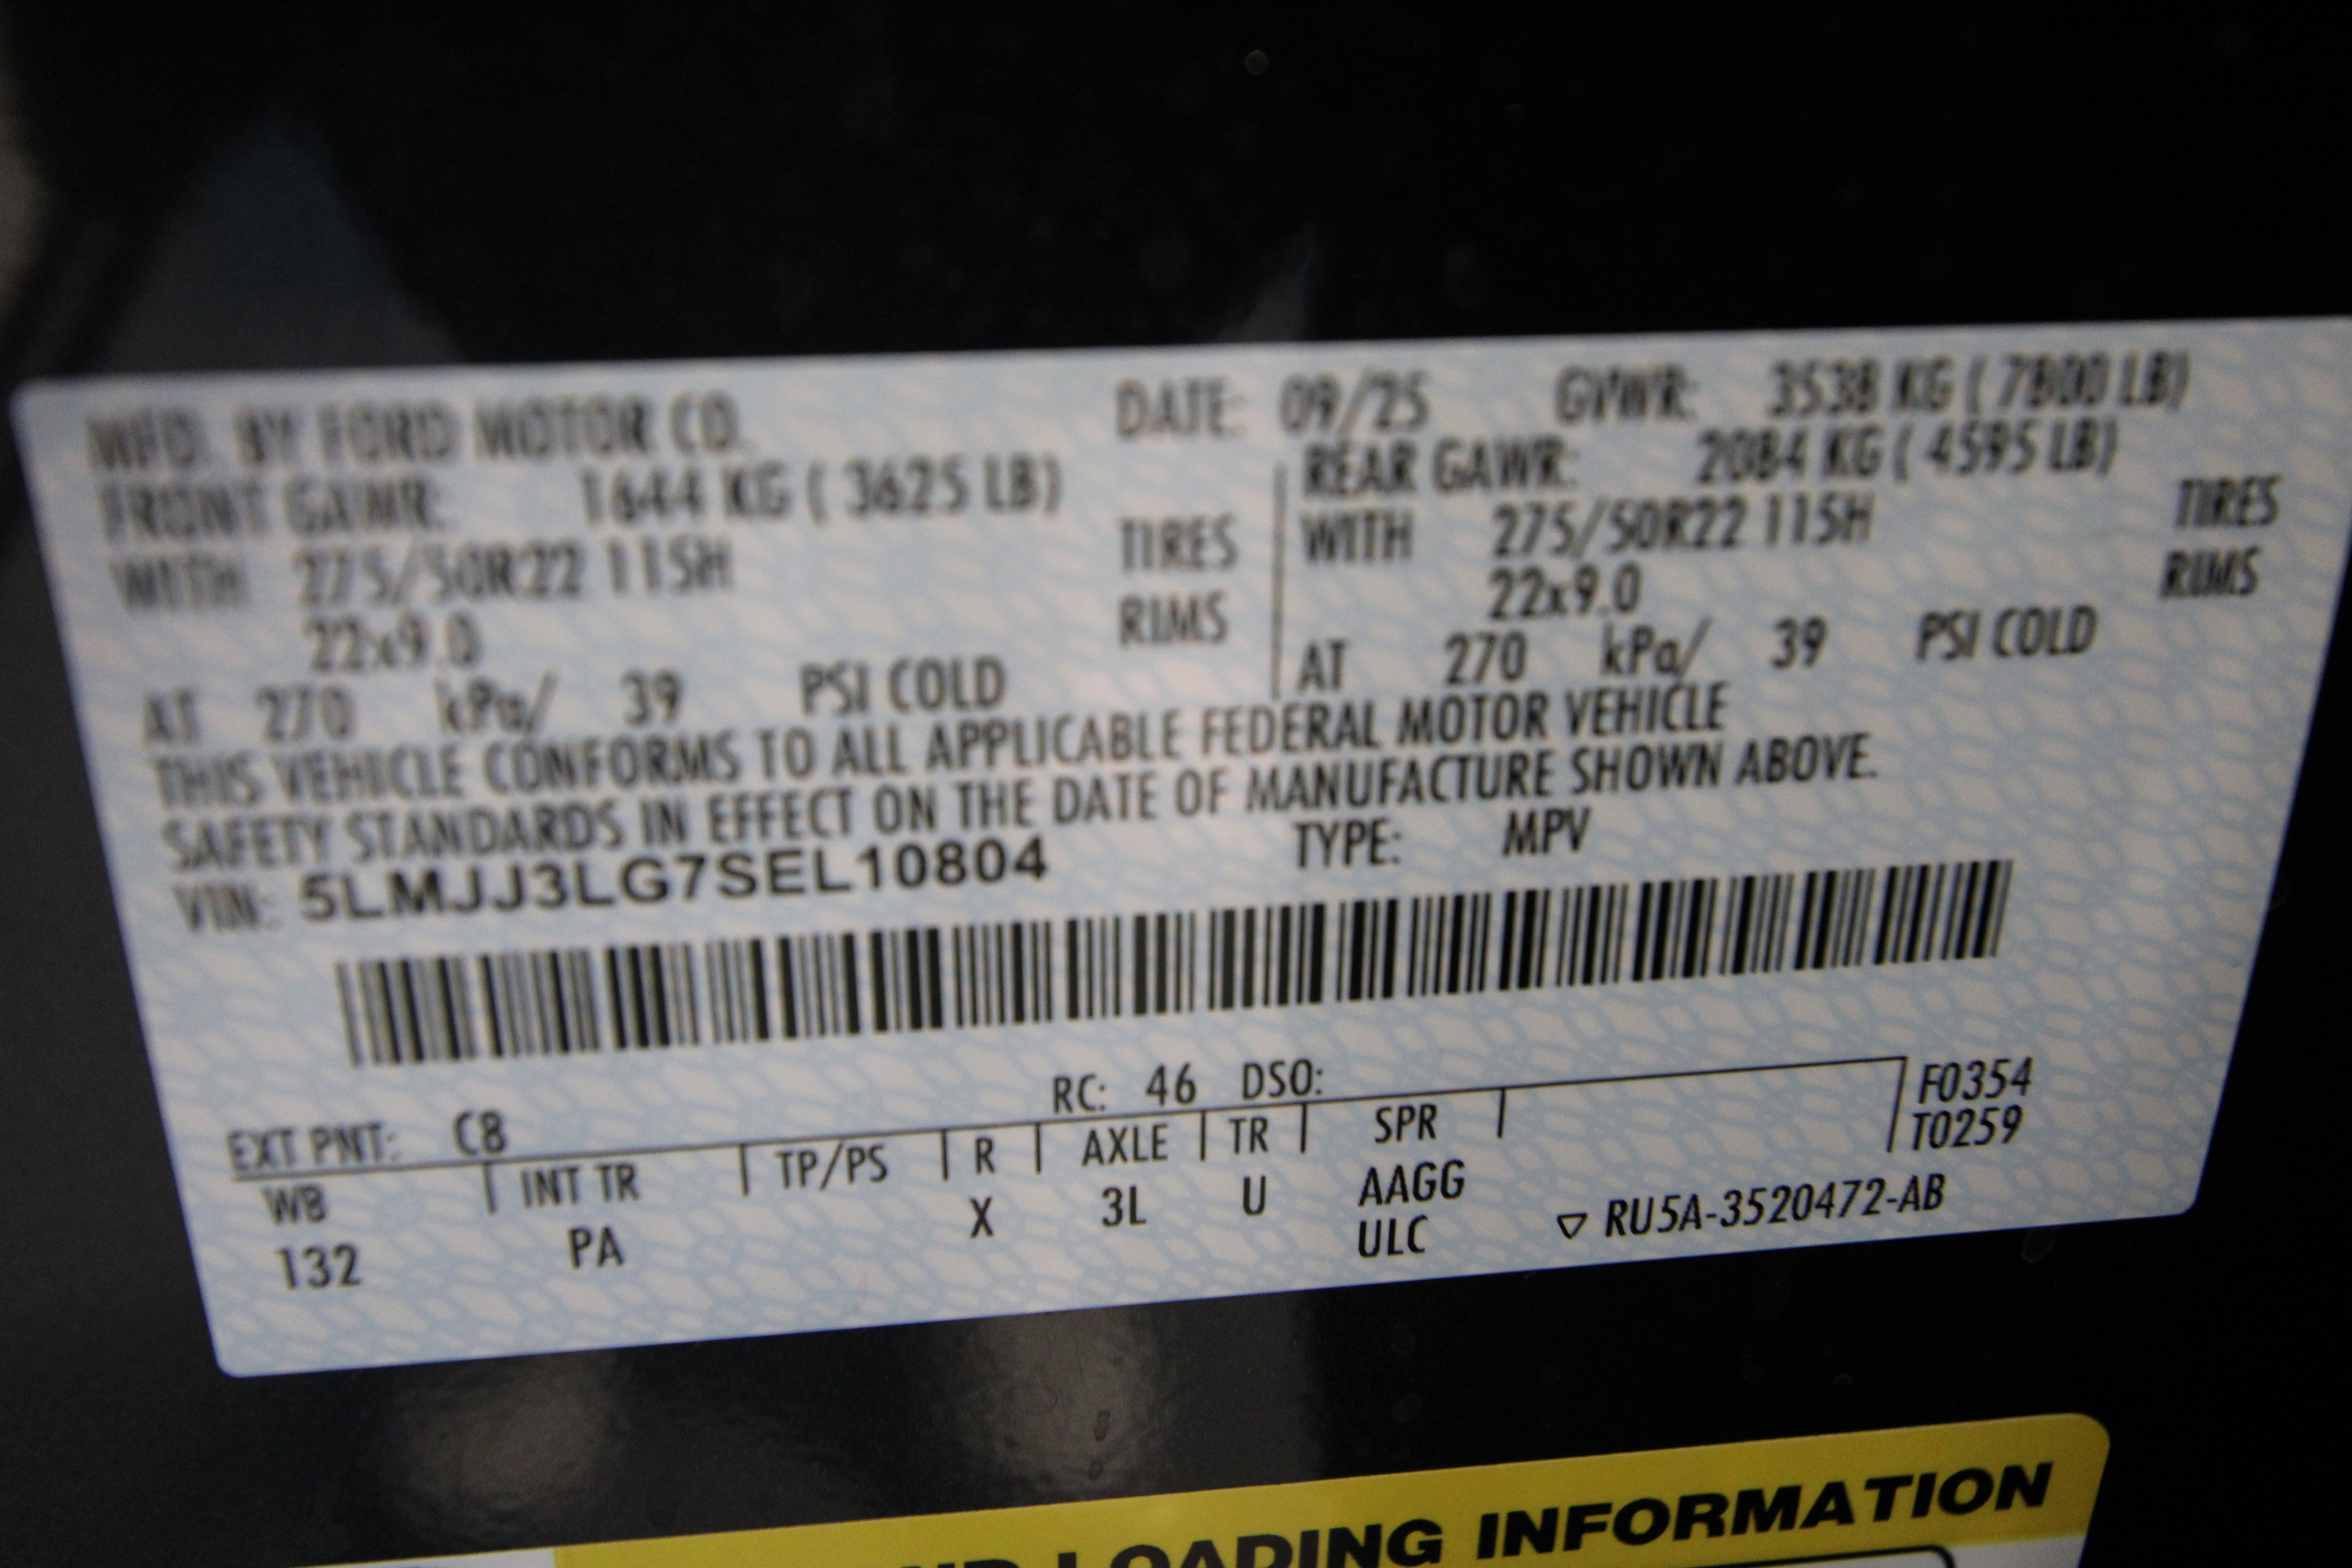 MFD. BY FORD MOTOR CO. DATE: 09/25 GVWR: 3538 KG ( 7800 LB)
FRONT GAWR: 1644 KG ( 3625 LB) REAR GAWR: 2084 KG ( 4595 LB)
WITH 275/50R22 115H TIRES WITH 275/50R22 115H TIRES
22x9.0 RIMS 22x9.0 RIMS
AT 270 kPa/ 39 PSI COLD AT 270 kPa/ 39 PSI COLD
THIS VEHICLE CONFORMS TO ALL APPLICABLE FEDERAL MOTOR VEHICLE
SAFETY STANDARDS IN EFFECT ON THE DATE OF MANUFACTURE SHOWN ABOVE.
VIN: 5LMJJ3LG7SEL10804 TYPE: MPV
EXT PNT: C8 RC: 46 DSO: F0354
WB INT TR TP/PS R AXLE TR SPR T0259
132 PA X 3L U AAGG
ULC RU5A-3520472-AB
LOADING INFORMATION